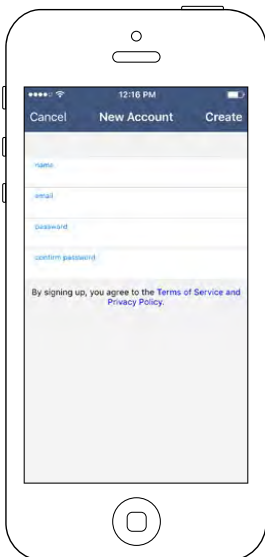 12:16 PM
Cancel New Account Create
name
email
password
confirm password
By signing up, you agree to the Terms of Service and
Privacy Policy.